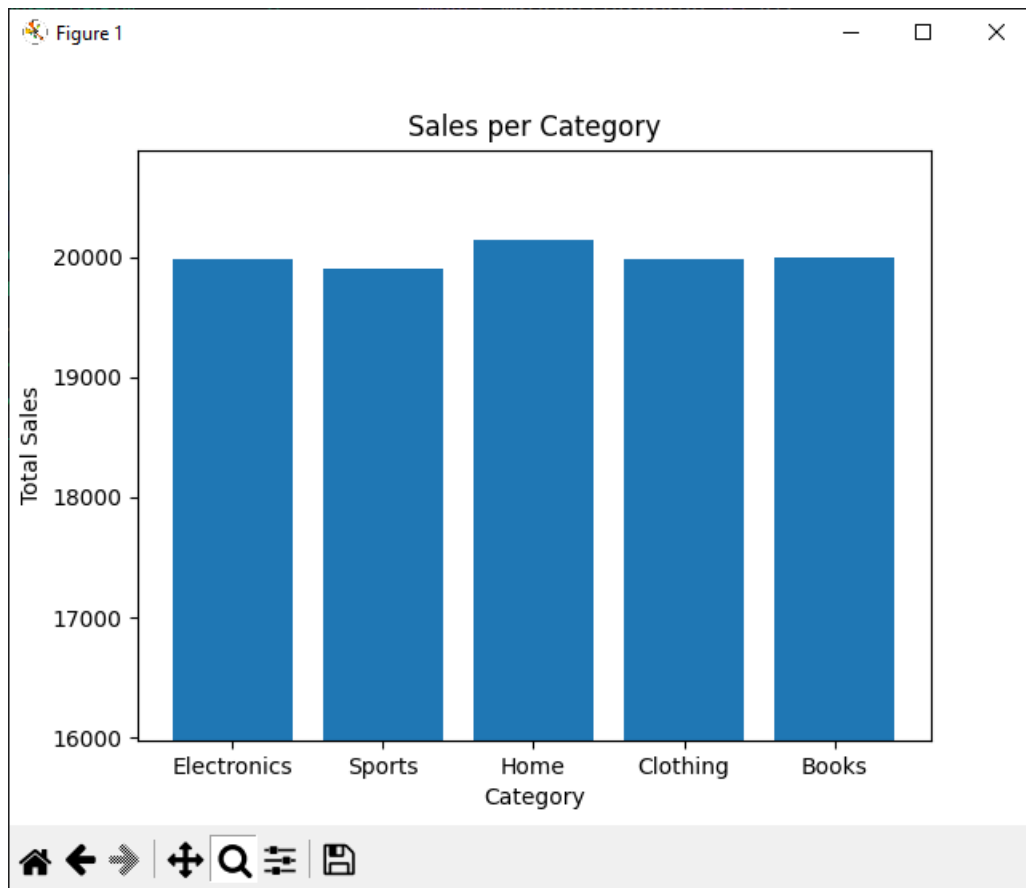 Figure 1
Sales per Category
Total Sales
20000
19000
18000
17000
16000
Electronics Sports Home Clothing Books
Category